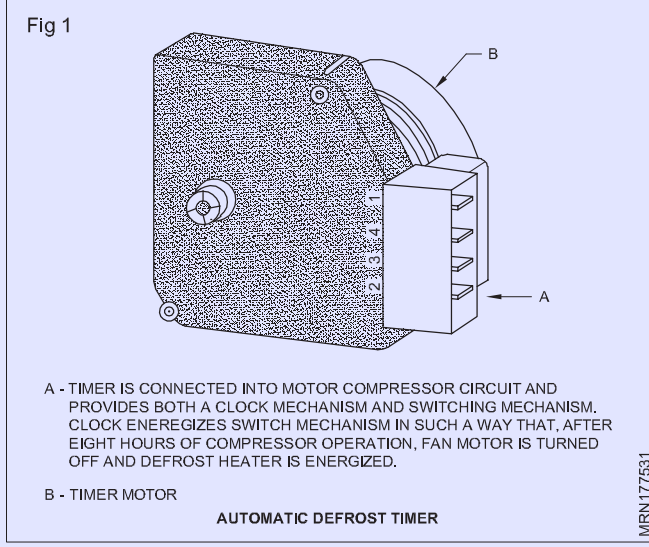 Fig 1
B
1
4
3
2
A
A - TIMER IS CONNECTED INTO MOTOR COMPRESSOR CIRCUIT AND
PROVIDES BOTH A CLOCK MECHANISM AND SWITCHING MECHANISM.
CLOCK ENEREGIZES SWITCH MECHANISM IN SUCH A WAY THAT, AFTER
EIGHT HOURS OF COMPRESSOR OPERATION, FAN MOTOR IS TURNED
OFF AND DEFROST HEATER IS ENERGIZED.
B - TIMER MOTOR
AUTOMATIC DEFROST TIMER
MRN177531